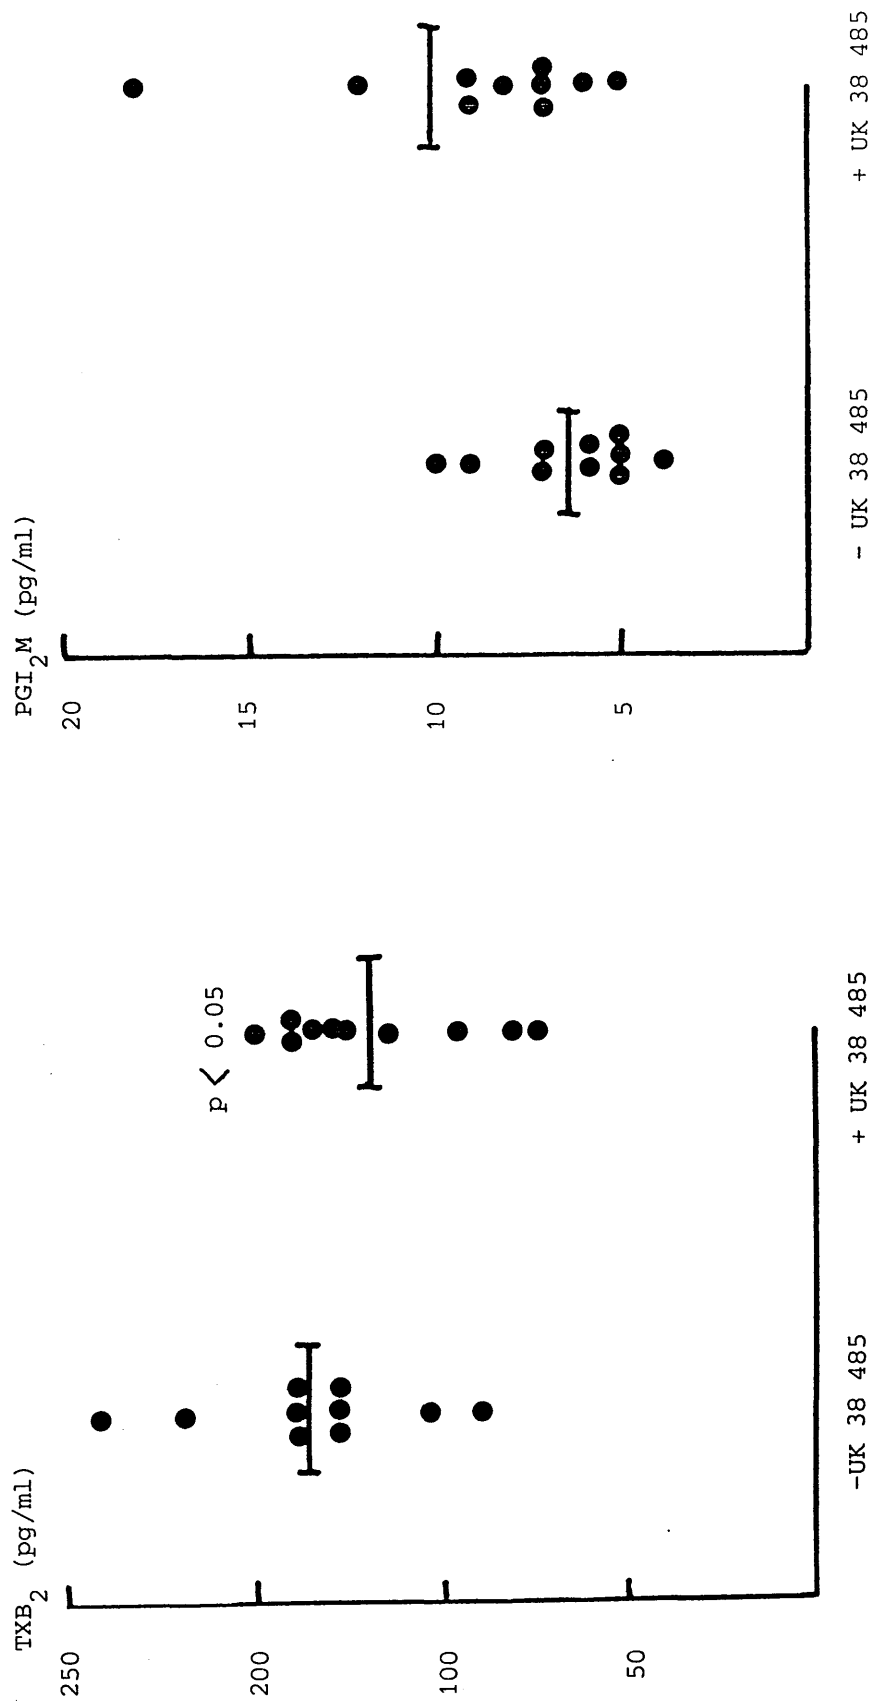 TXB2 (pg/ml)
250
200
100
50
p < 0.05
-UK 38 485
+ UK 38 485
PGI2M (pg/ml)
20
15
10
5
- UK 38 485
+ UK 38 485